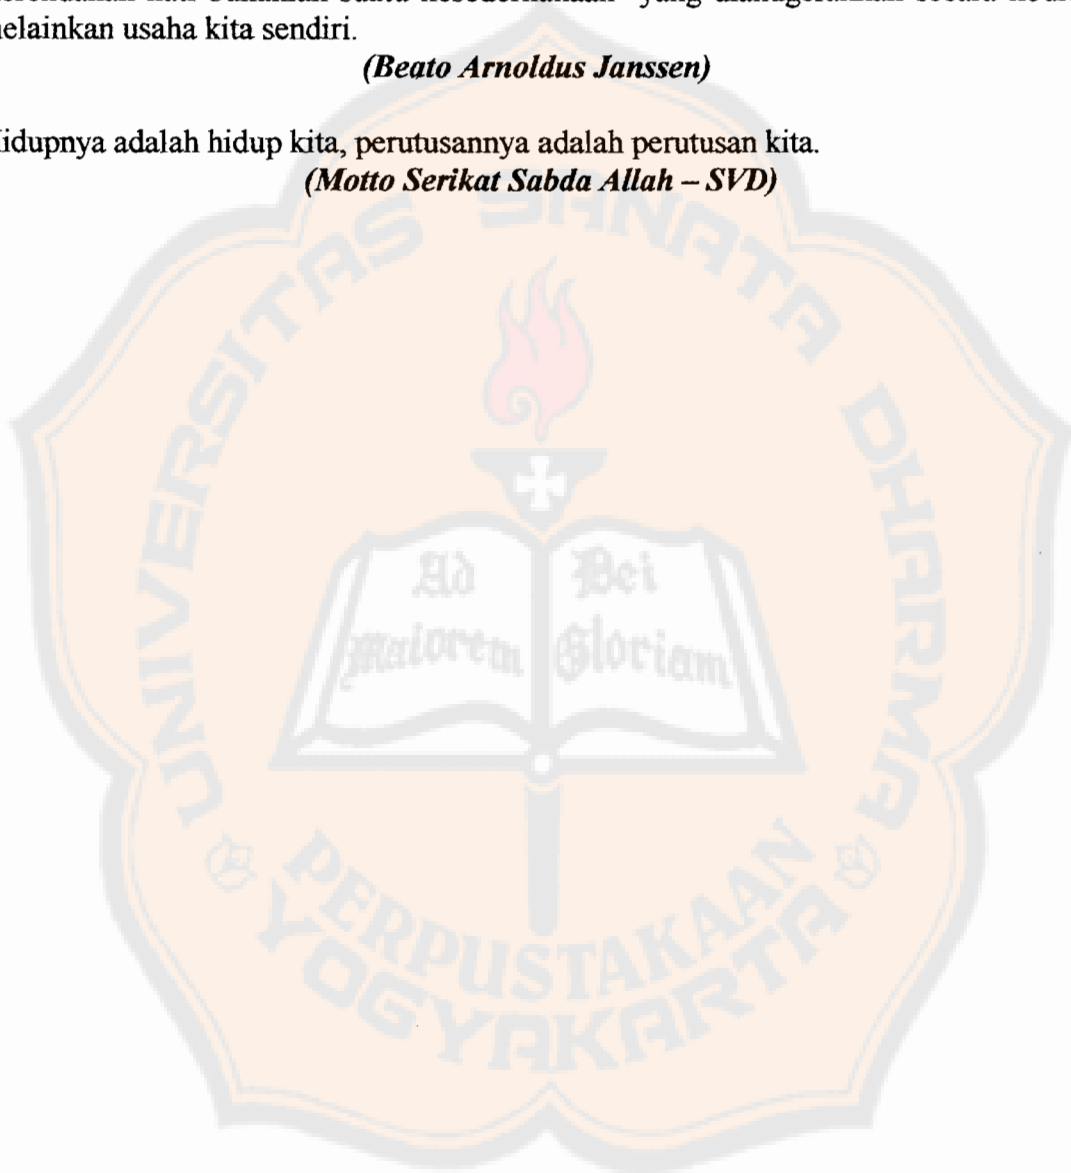 melainkan usaha kita sendiri.
(Beato Arnoldus Janssen)
idupnya adalah hidup kita, perutusannya adalah perutusan kita.
(Motto Serikat Sabda Allah – SVD)
UNIVERSITAS SANATA DHARMA
Ad Dei
maiorem Gloriam
PERPUSTAKAAN
YOGYAKARTA